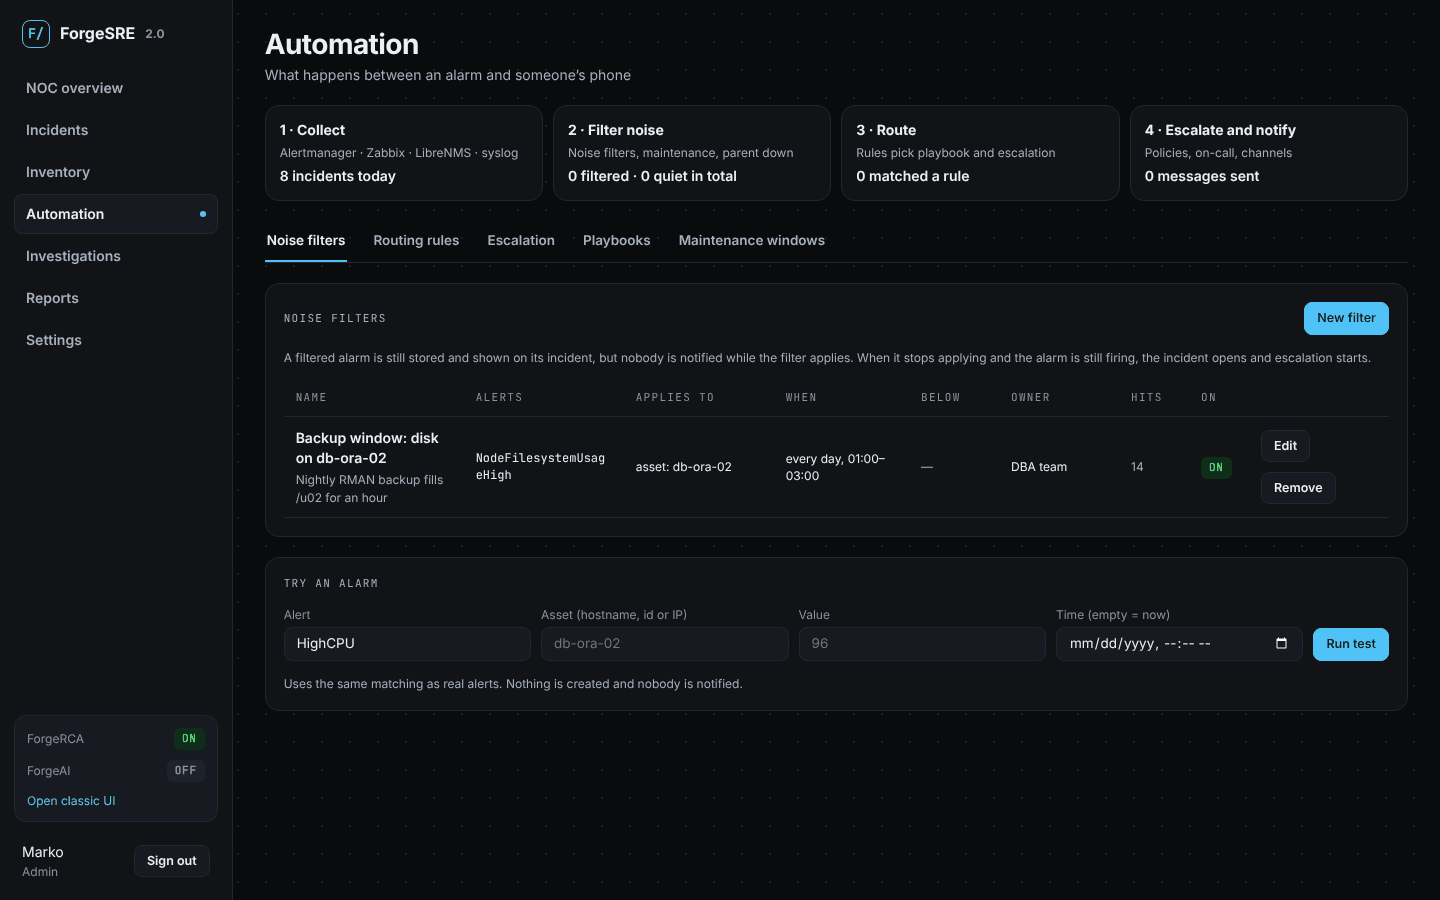 F/ ForgeSRE 2.0
NOC overview
Incidents
Inventory
Automation
Investigations
Reports
Settings
ForgeRCA ON
ForgeAI OFF
Open classic UI
Marko
Admin
Sign out
Automation
What happens between an alarm and someone’s phone
1 · Collect
Alertmanager · Zabbix · LibreNMS · syslog
8 incidents today
2 · Filter noise
Noise filters, maintenance, parent down
0 filtered · 0 quiet in total
3 · Route
Rules pick playbook and escalation
0 matched a rule
4 · Escalate and notify
Policies, on-call, channels
0 messages sent
Noise filters Routing rules Escalation Playbooks Maintenance windows
NOISE FILTERS
New filter
A filtered alarm is still stored and shown on its incident, but nobody is notified while the filter applies. When it stops applying and the alarm is still firing, the incident opens and escalation starts.
NAME ALERTS APPLIES TO WHEN BELOW OWNER HITS ON
Backup window: disk
on db-ora-02
Nightly RMAN backup fills
/u02 for an hour
NodeFilesystemUsag
eHigh
asset: db-ora-02
every day, 01:00–
03:00
—
DBA team
14
ON
Edit
Remove
TRY AN ALARM
Alert
HighCPU
Asset (hostname, id or IP)
db-ora-02
Value
96
Time (empty = now)
mm/dd/yyyy, --:-- --
Run test
Uses the same matching as real alerts. Nothing is created and nobody is notified.